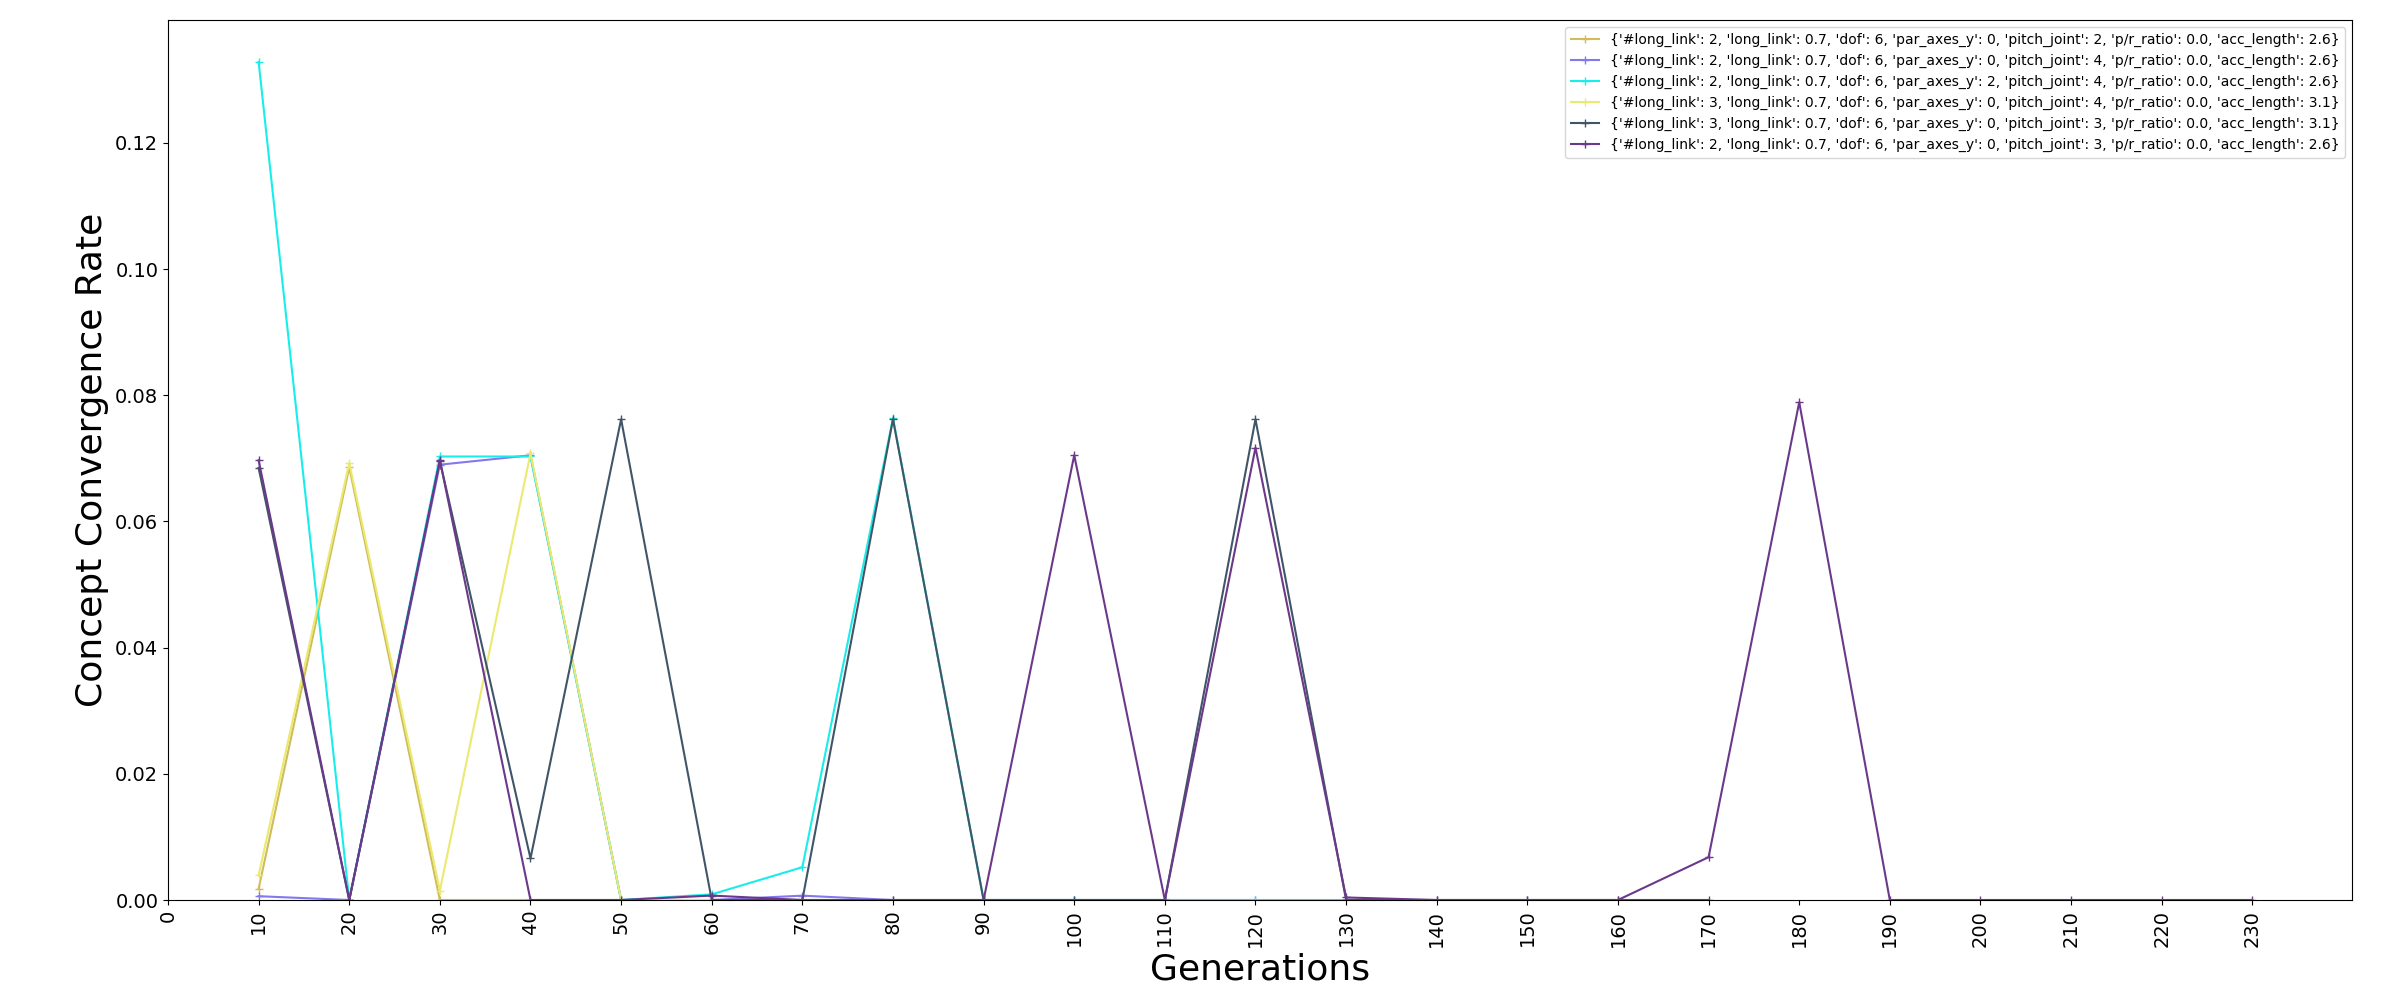 {'#long_link': 2, 'long_link': 0.7, 'dof': 6, 'par_axes_y': 0, 'pitch_joint': 2, 'p/r_ratio': 0.0, 'acc_length': 2.6}
{'#long_link': 2, 'long_link': 0.7, 'dof': 6, 'par_axes_y': 0, 'pitch_joint': 4, 'p/r_ratio': 0.0, 'acc_length': 2.6}
{'#long_link': 2, 'long_link': 0.7, 'dof': 6, 'par_axes_y': 2, 'pitch_joint': 4, 'p/r_ratio': 0.0, 'acc_length': 2.6}
{'#long_link': 3, 'long_link': 0.7, 'dof': 6, 'par_axes_y': 0, 'pitch_joint': 4, 'p/r_ratio': 0.0, 'acc_length': 3.1}
{'#long_link': 3, 'long_link': 0.7, 'dof': 6, 'par_axes_y': 0, 'pitch_joint': 3, 'p/r_ratio': 0.0, 'acc_length': 3.1}
{'#long_link': 2, 'long_link': 0.7, 'dof': 6, 'par_axes_y': 0, 'pitch_joint': 3, 'p/r_ratio': 0.0, 'acc_length': 2.6}
Concept Convergence Rate
0.12
0.10
0.08
0.06
0.04
0.02
0.00
0 10 20 30 40 50 60 70 80 90 100 110 120 130 140 150 160 170 180 190 200 210 220 230
Generations